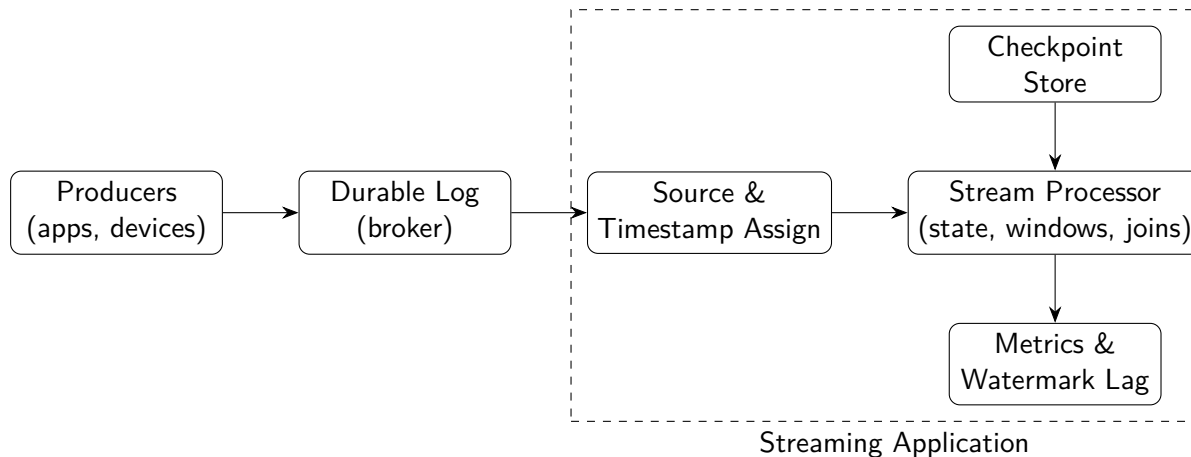 Checkpoint
Store
Producers
(apps, devices)
Durable Log
(broker)
Source &
Timestamp Assign
Stream Processor
(state, windows, joins)
Metrics &
Watermark Lag
Streaming Application